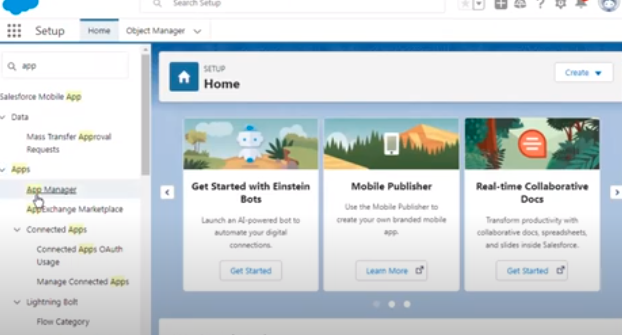 Search Setup
Setup
Home
Object Manager
app
Salesforce Mobile App
Data
Mass Transfer Approval
Requests
Apps
App Manager
AppExchange Marketplace
Connected Apps
Connected Apps OAuth
Usage
Manage Connected Apps
Lightning Bolt
Flow Category
SETUP
Home
Create
Get Started with Einstein
Bots
Launch an AI-powered bot to
automate your digital
connections.
Get Started
Mobile Publisher
Use the Mobile Publisher to
create your own branded mobile
app.
Learn More
Real-time Collaborative
Docs
Transform productivity with
collaborative docs, spreadsheets,
and slides inside Salesforce.
Get Started